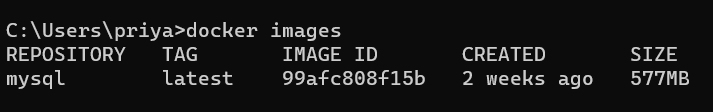 C:\Users\priya>docker images
REPOSITORY   TAG       IMAGE ID       CREATED       SIZE
mysql        latest    99afc808f15b   2 weeks ago   577MB